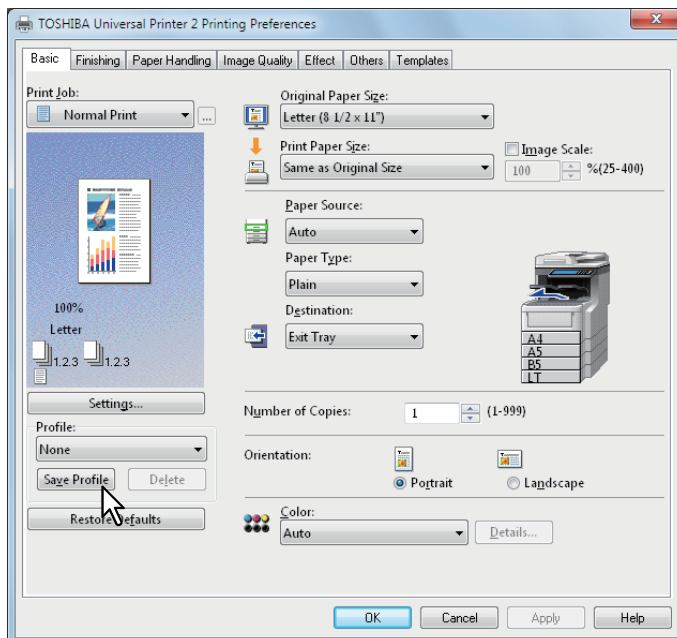 TOSHIBA Universal Printer 2 Printing Preferences
Basic Finishing Paper Handling Image Quality Effect Others Templates
Print Job:
Normal Print ...
100%
Letter
1.2.3 1.2.3
Settings...
Profile:
None
Save Profile Delete
Restore Defaults
Original Paper Size:
Letter (8 1/2 x 11")
Print Paper Size:
Same as Original Size
Image Scale:
100 %(25-400)
Paper Source:
Auto
Paper Type:
Plain
Destination:
Exit Tray
A4
A5
B5
LT
Number of Copies: 1 (1-999)
Orientation:
Portrait Landscape
Color:
Auto Details...
OK Cancel Apply Help